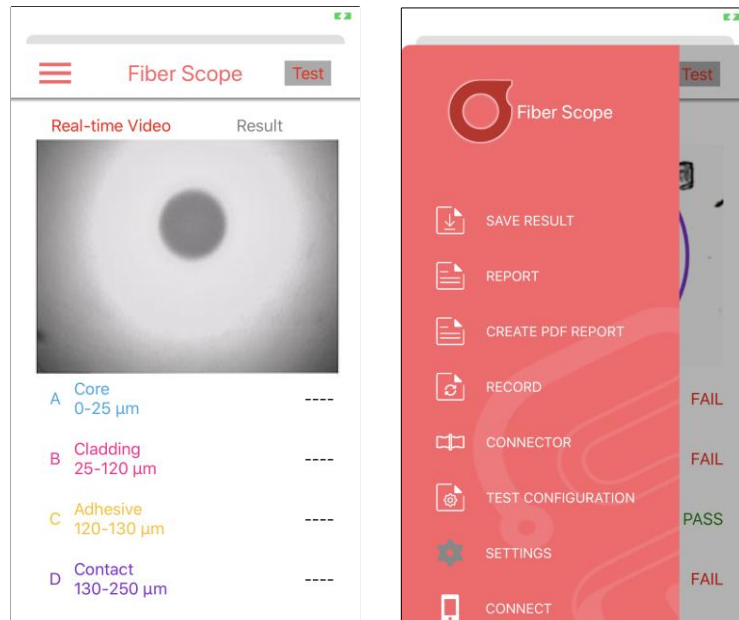 Fiber Scope
Test
Real-time Video
Result
A
Core
0-25 μm
----
B
Cladding
25-120 μm
----
C
Adhesive
120-130 μm
----
D
Contact
130-250 μm
----
Fiber Scope
Test
SAVE RESULT
REPORT
CREATE PDF REPORT
RECORD
FAIL
CONNECTOR
FAIL
TEST CONFIGURATION
PASS
SETTINGS
FAIL
CONNECT